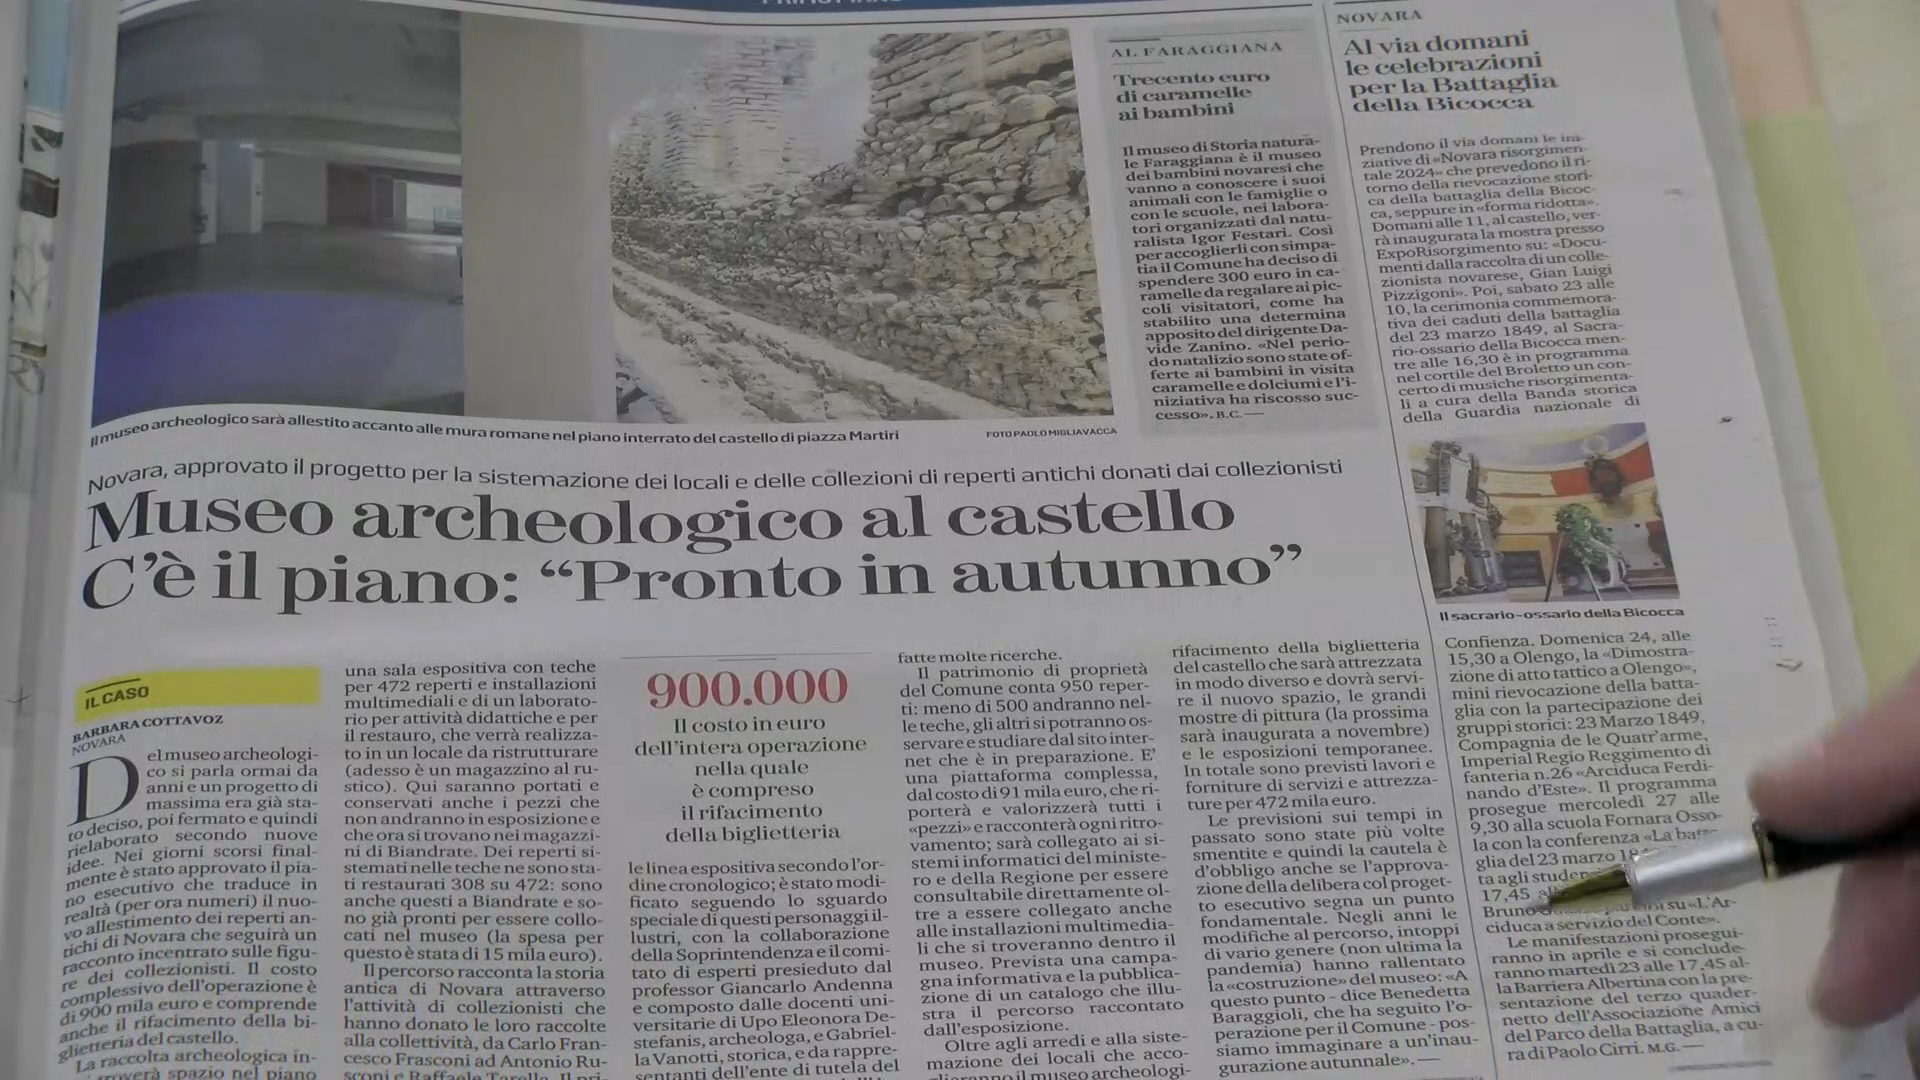 Il museo archeologico sarà allestito accanto alle mura romane nel piano interrato del castello di piazza Martiri
FOTO PAOLO MIGLIAVACCA
AL FARAGGIANA
Trecento euro
di caramelle
ai bambini
Il museo di Storia natura-
le Faraggiana è il museo
dei bambini novaresi che
vanno a conoscere i suoi
animali con le famiglie o
con le scuole, nei labora-
tori organizzati dal natu-
ralista Igor Festari. Così
per accoglierli con simpa-
tia il Comune ha deciso di
spendere 300 euro in ca-
ramelle da regalare ai pic-
coli visitatori, come ha
stabilito una determina
apposito del dirigente Da-
vide Zanino. «Nel perio-
do natalizio sono state of-
ferte ai bambini in visita
caramelle e dolciumi e l'i-
niziativa ha riscosso suc-
cesso». B.C.—
NOVARA
Al via domani
le celebrazioni
per la Battaglia
della Bicocca
Prendono il via domani le ini-
ziative di «Novara risorgimen-
tale 2024» che prevedono il ri-
torno della rievocazione stori-
ca della battaglia della Bicoc-
ca, seppure in «forma ridotta».
Domani alle 11, al castello, ver-
rà inaugurata la mostra presso
ExpoRisorgimento su: «Docu-
menti dalla raccolta di un colle-
zionista novarese, Gian Luigi
Pizzigoni». Poi, sabato 23 alle
10, la cerimonia commemora-
tiva dei caduti della battaglia
del 23 marzo 1849, al Sacra-
rio-ossario della Bicocca men-
tre alle 16,30 è in programma
nel cortile del Broletto un con-
certo di musiche risorgimenta-
li a cura della Banda storica
della Guardia nazionale di
Il sacrario-ossario della Bicocca
Confienza. Domenica 24, alle
15,30 a Olengo, la «Dimostra-
zione di atto tattico a Olengo»,
mini rievocazione della batta-
glia con la partecipazione dei
gruppi storici: 23 Marzo 1849,
Compagnia de le Quatr'arme,
Imperial Regio Reggimento di
fanteria n.26 «Arciduca Ferdi-
nando d'Este». Il programma
prosegue mercoledì 27 alle
9,30 alla scuola Fornara Osso-
la con la conferenza «La
glia del 23 marzo
ta agli
17,45
Bruno su «L'Ar-
ciduca a servizio del Conte».
Le manifestazioni prosegui-
ranno in aprile e si conclude-
ranno martedì 23 alle 17,45 al-
la Barriera Albertina con la pre-
sentazione del terzo quader-
netto dell'Associazione Amici
del Parco della Battaglia, a cu-
ra di Paolo Cirri. M.G.—
Novara, approvato il progetto per la sistemazione dei locali e delle collezioni di reperti antichi donati dai collezionisti
Museo archeologico al castello
C'è il piano: “Pronto in autunno”
IL CASO
BARBARA COTTAVOZ
NOVARA
Del museo archeologi-
co si parla ormai da
anni e un progetto di
massima era già sta-
to deciso, poi fermato e quindi
rielaborato secondo nuove
idee. Nei giorni scorsi final-
mente è stato approvato il pia-
no esecutivo che traduce in
realtà (per ora numeri) il nuo-
vo allestimento dei reperti an-
tichi di Novara che seguirà un
racconto incentrato sulle figu-
re dei collezionisti. Il costo
complessivo dell'operazione è
di 900 mila euro e comprende
anche il rifacimento della bi-
glietteria del castello.
La raccolta archeologica in-
spazio nel piano
una sala espositiva con teche
per 472 reperti e installazioni
multimediali e di un laborato-
rio per attività didattiche e per
il restauro, che verrà realizza-
to in un locale da ristrutturare
(adesso è un magazzino al ru-
stico). Qui saranno portati e
conservati anche i pezzi che
non andranno in esposizione e
che ora si trovano nei magazzi-
ni di Biandrate. Dei reperti si-
stemati nelle teche ne sono sta-
ti restaurati 308 su 472: sono
anche questi a Biandrate e so-
no già pronti per essere collo-
cati nel museo (la spesa per
questo è stata di 15 mila euro).
Il percorso racconta la storia
antica di Novara attraverso
l'attività di collezionisti che
hanno donato le loro raccolte
alla collettività, da Carlo Fran-
cesco Frasconi ad Antonio Ru-
sconi e Raffaele
900.000
Il costo in euro
dell'intera operazione
nella quale
è compreso
il rifacimento
della biglietteria
le linea espositiva secondo l'or-
dine cronologico; è stato modi-
ficato seguendo lo sguardo
speciale di questi personaggi il-
lustri, con la collaborazione
della Soprintendenza e il comi-
tato di esperti presieduto dal
professor Giancarlo Andenna
e composto dalle docenti uni-
versitarie di Upo Eleonora De-
stefanis, archeologa, e Gabriel-
la Vanotti, storica, e da rappre-
sentanti dell'ente di tutela del
fatte molte ricerche.
Il patrimonio di proprietà
del Comune conta 950 reper-
ti: meno di 500 andranno nel-
le teche, gli altri si potranno os-
servare e studiare dal sito inter-
net che è in preparazione. E'
una piattaforma complessa,
dal costo di 91 mila euro, che ri-
porterà e valorizzerà tutti i
«pezzi» e racconterà ogni ritro-
vamento; sarà collegato ai si-
stemi informatici del ministe-
ro e della Regione per essere
consultabile direttamente ol-
tre a essere collegato anche
alle installazioni multimedia-
li che si troveranno dentro il
museo. Prevista una campa-
gna informativa e la pubblica-
zione di un catalogo che illu-
stra il percorso raccontato
dall'esposizione.
Oltre agli arredi e alla siste-
mazione dei locali che acco-
glieranno il museo archeologi-
rifacimento della biglietteria
del castello che sarà attrezzata
in modo diverso e dovrà servi-
re il nuovo spazio, le grandi
mostre di pittura (la prossima
sarà inaugurata a novembre)
e le esposizioni temporanee.
In totale sono previsti lavori e
forniture di servizi e attrezza-
ture per 472 mila euro.
Le previsioni sui tempi in
passato sono state più volte
smentite e quindi la cautela è
d'obbligo anche se l'approva-
zione della delibera col proget-
to esecutivo segna un punto
fondamentale. Negli anni le
modifiche al percorso, intoppi
di vario genere (non ultima la
pandemia) hanno rallentato
la «costruzione» del museo: «A
questo punto - dice Benedetta
Baraggioli, che ha seguito l'o-
perazione per il Comune - pos-
siamo immaginare a un'inau-
gurazione autunnale».—